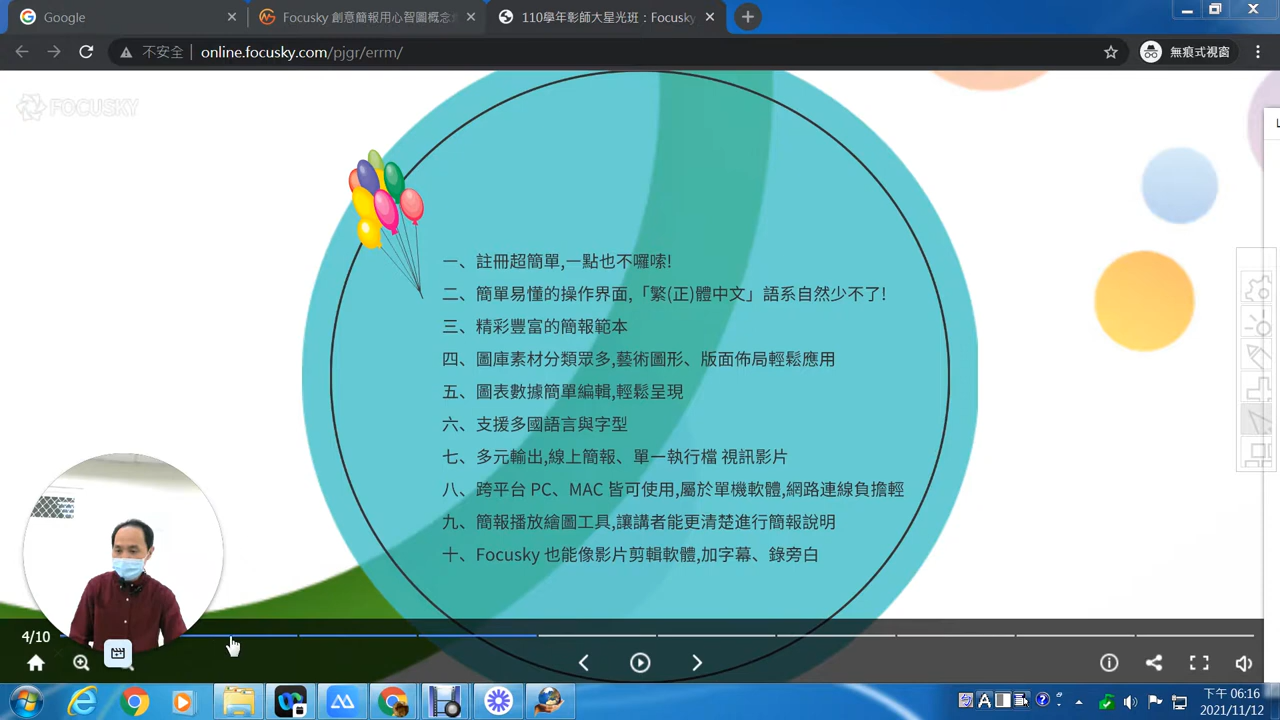 Google
Focusky 創意簡報用心智圖概念
110學年彰師大星光班：Focusky
不安全
online.focusky.com/pjgr/errm/
無痕式視窗
FOCUSKY
一、註冊超簡單,一點也不囉嗦!
二、簡單易懂的操作界面,「繁(正)體中文」語系自然少不了!
三、精彩豐富的簡報範本
四、圖庫素材分類眾多,藝術圖形、版面佈局輕鬆應用
五、圖表數據簡單編輯,輕鬆呈現
六、支援多國語言與字型
七、多元輸出,線上簡報、單一執行檔 視訊影片
八、跨平台 PC、MAC 皆可使用,屬於單機軟體,網路連線負擔輕
九、簡報播放繪圖工具,讓講者能更清楚進行簡報說明
十、Focusky 也能像影片剪輯軟體,加字幕、錄旁白
4/10
下午 06:16
2021/11/12